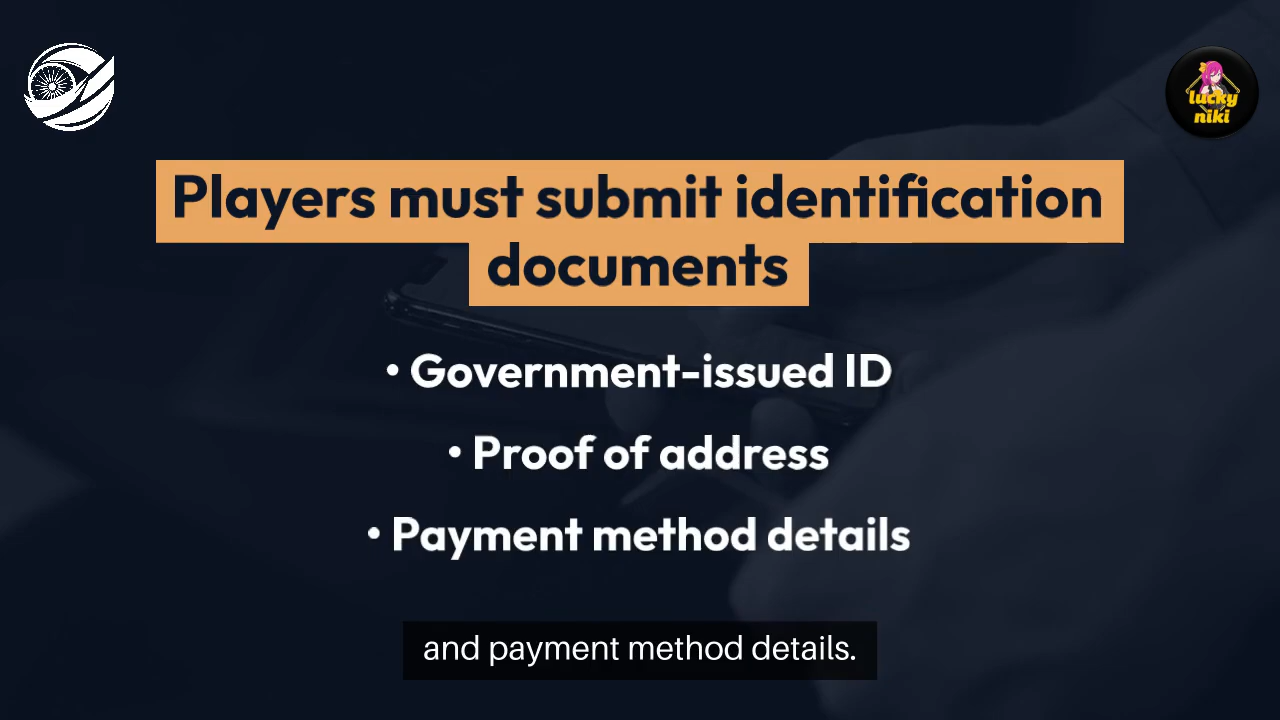 lucky
niki
Players must submit identification
documents
• Government-issued ID
• Proof of address
• Payment method details
and payment method details.